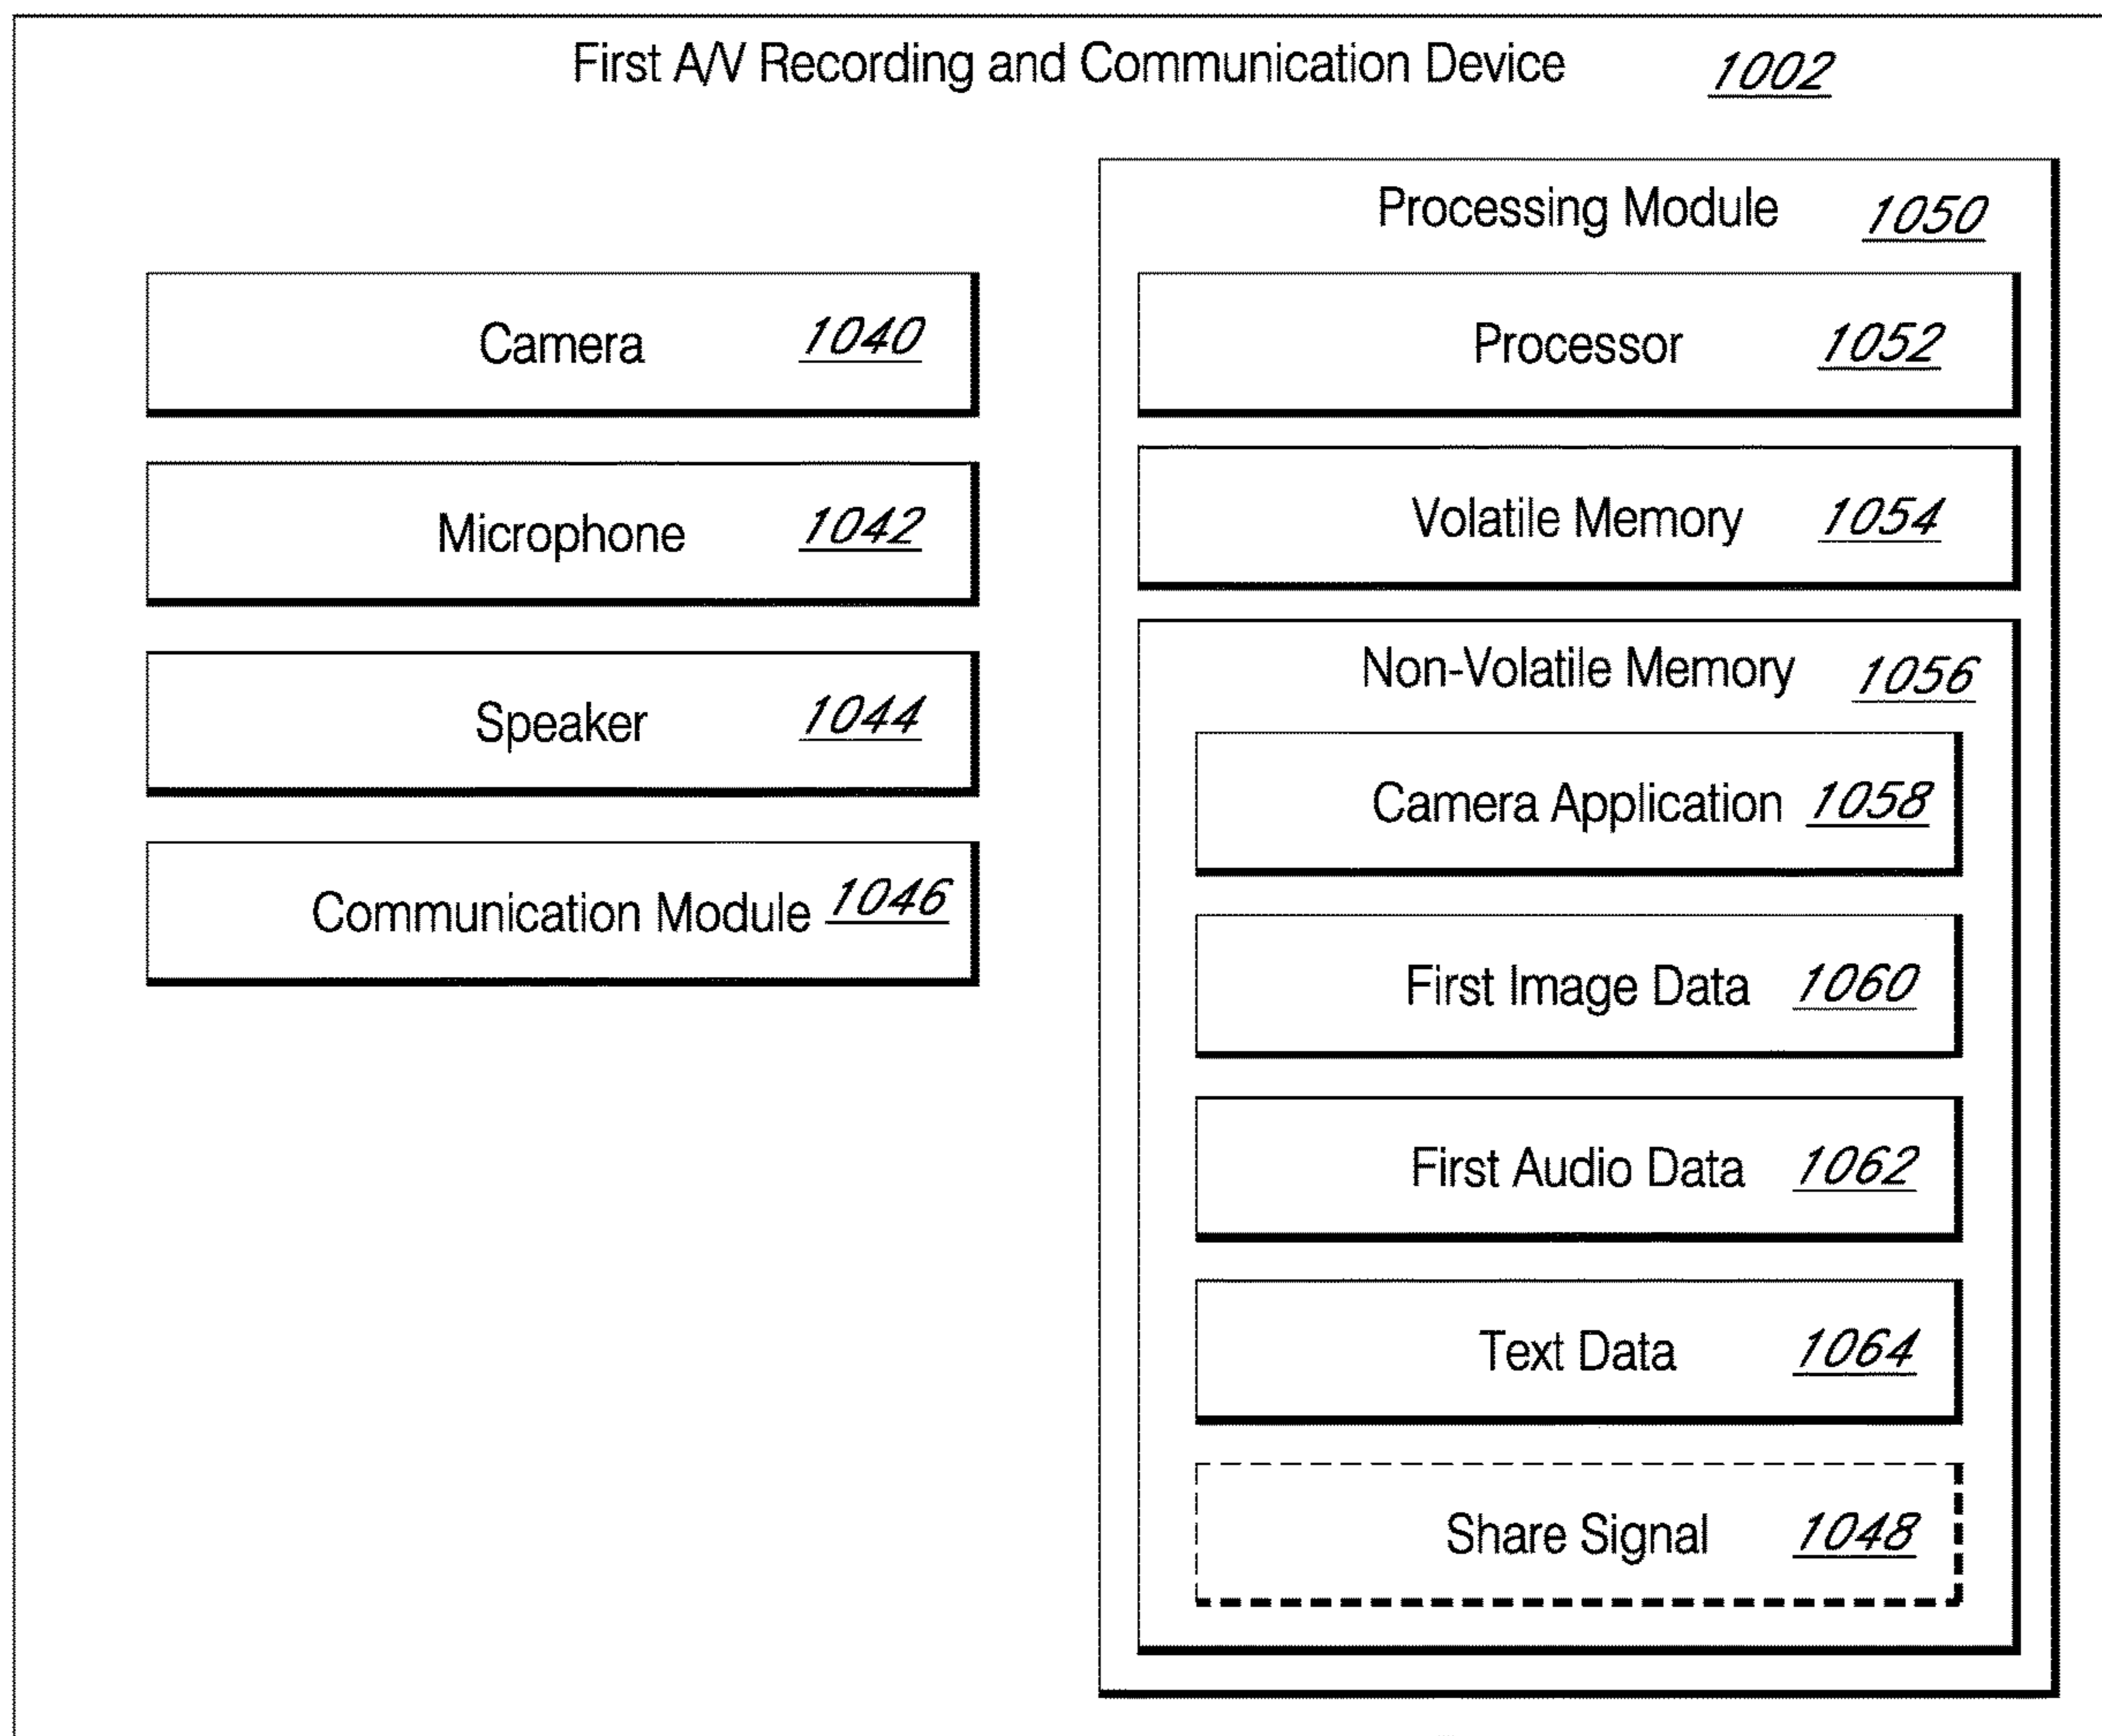 First A/V Recording and Communication Device 1002
Camera 1040
Microphone 1042
Speaker 1044
Communication Module 1046
Processing Module 1050
Processor 1052
Volatile Memory 1054
Non-Volatile Memory 1056
Camera Application 1058
First Image Data 1060
First Audio Data 1062
Text Data 1064
Share Signal 1048